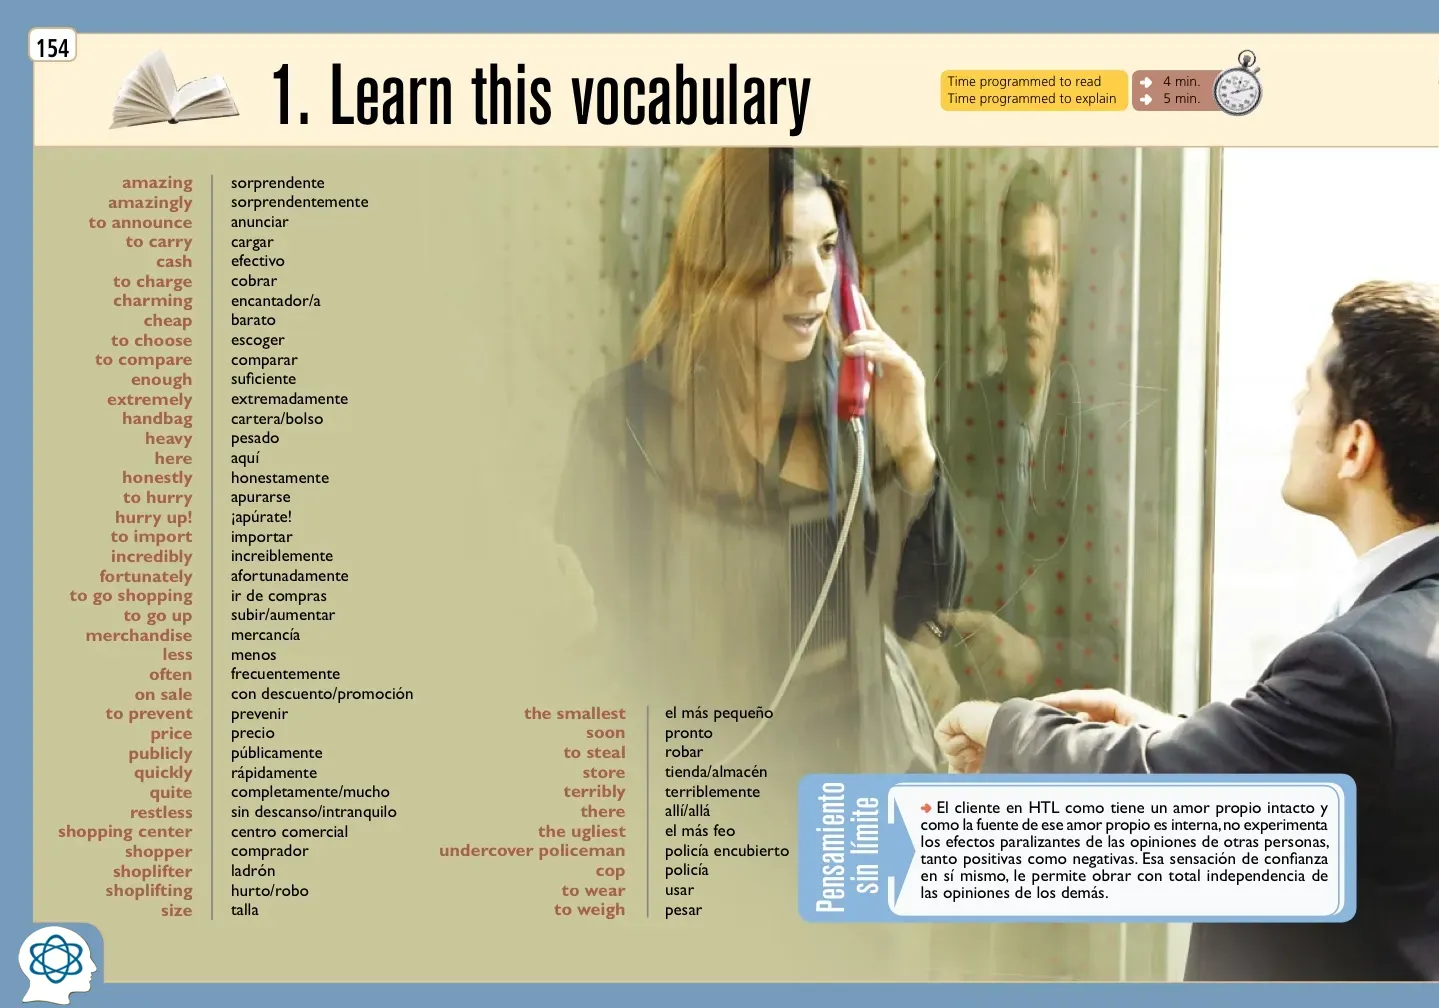 154
1. Learn this vocabulary
Time programmed to read 4 min.
Time programmed to explain 5 min.
amazing sorprendente
amazingly sorprendentemente
to announce anunciar
to carry cargar
cash efectivo
to charge cobrar
charming encantador/a
cheap barato
to choose escoger
to compare comparar
enough suficiente
extremely extremadamente
handbag cartera/bolso
heavy pesado
here aquí
honestly honestamente
to hurry apurarse
hurry up! ¡apúrate!
to import importar
incredibly increiblemente
fortunately afortunadamente
to go shopping ir de compras
to go up subir/aumentar
merchandise mercancía
less menos
often frecuentemente
on sale con descuento/promoción
to prevent prevenir
price precio
publicly públicamente
quickly rápidamente
quite completamente/mucho
restless sin descanso/intranquilo
shopping center centro comercial
shopper comprador
shoplifter ladrón
shoplifting hurto/robo
size talla
the smallest el más pequeño
soon pronto
to steal robar
store tienda/almacén
terribly terriblemente
there allí/allá
the ugliest el más feo
undercover policeman policía encubierto
cop policía
to wear usar
to weigh pesar
Pensamiento
sin límite
El cliente en HTL como tiene un amor propio intacto y
como la fuente de ese amor propio es interna, no experimenta
los efectos paralizantes de las opiniones de otras personas,
tanto positivas como negativas. Esa sensación de confianza
en sí mismo, le permite obrar con total independencia de
las opiniones de los demás.